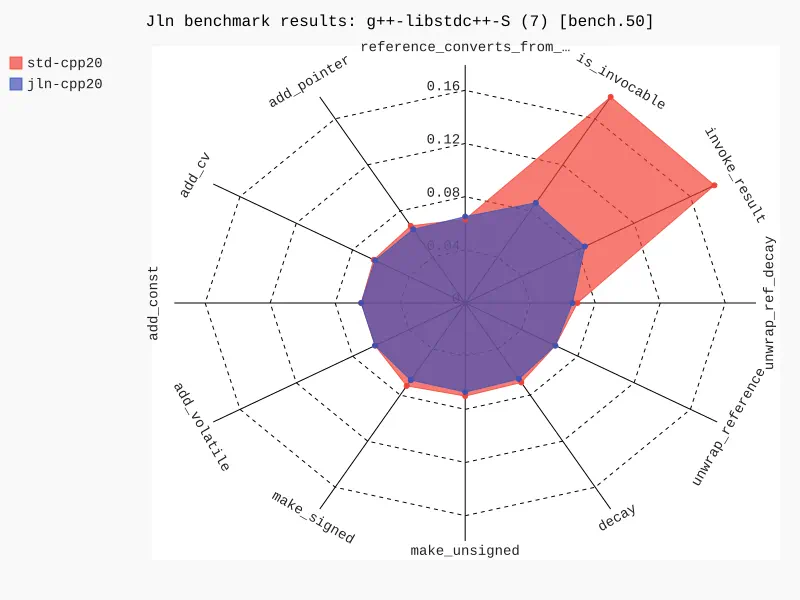 Jln benchmark results: g++-libstdc++-S (7) [bench.50]
std-cpp20
jln-cpp20
reference_converts_from_…
is_invocable
invoke_result
unwrap_ref_decay
unwrap_reference
decay
make_unsigned
make_signed
add_volatile
add_const
add_cv
add_pointer
0.16
0.12
0.08
0.04
0